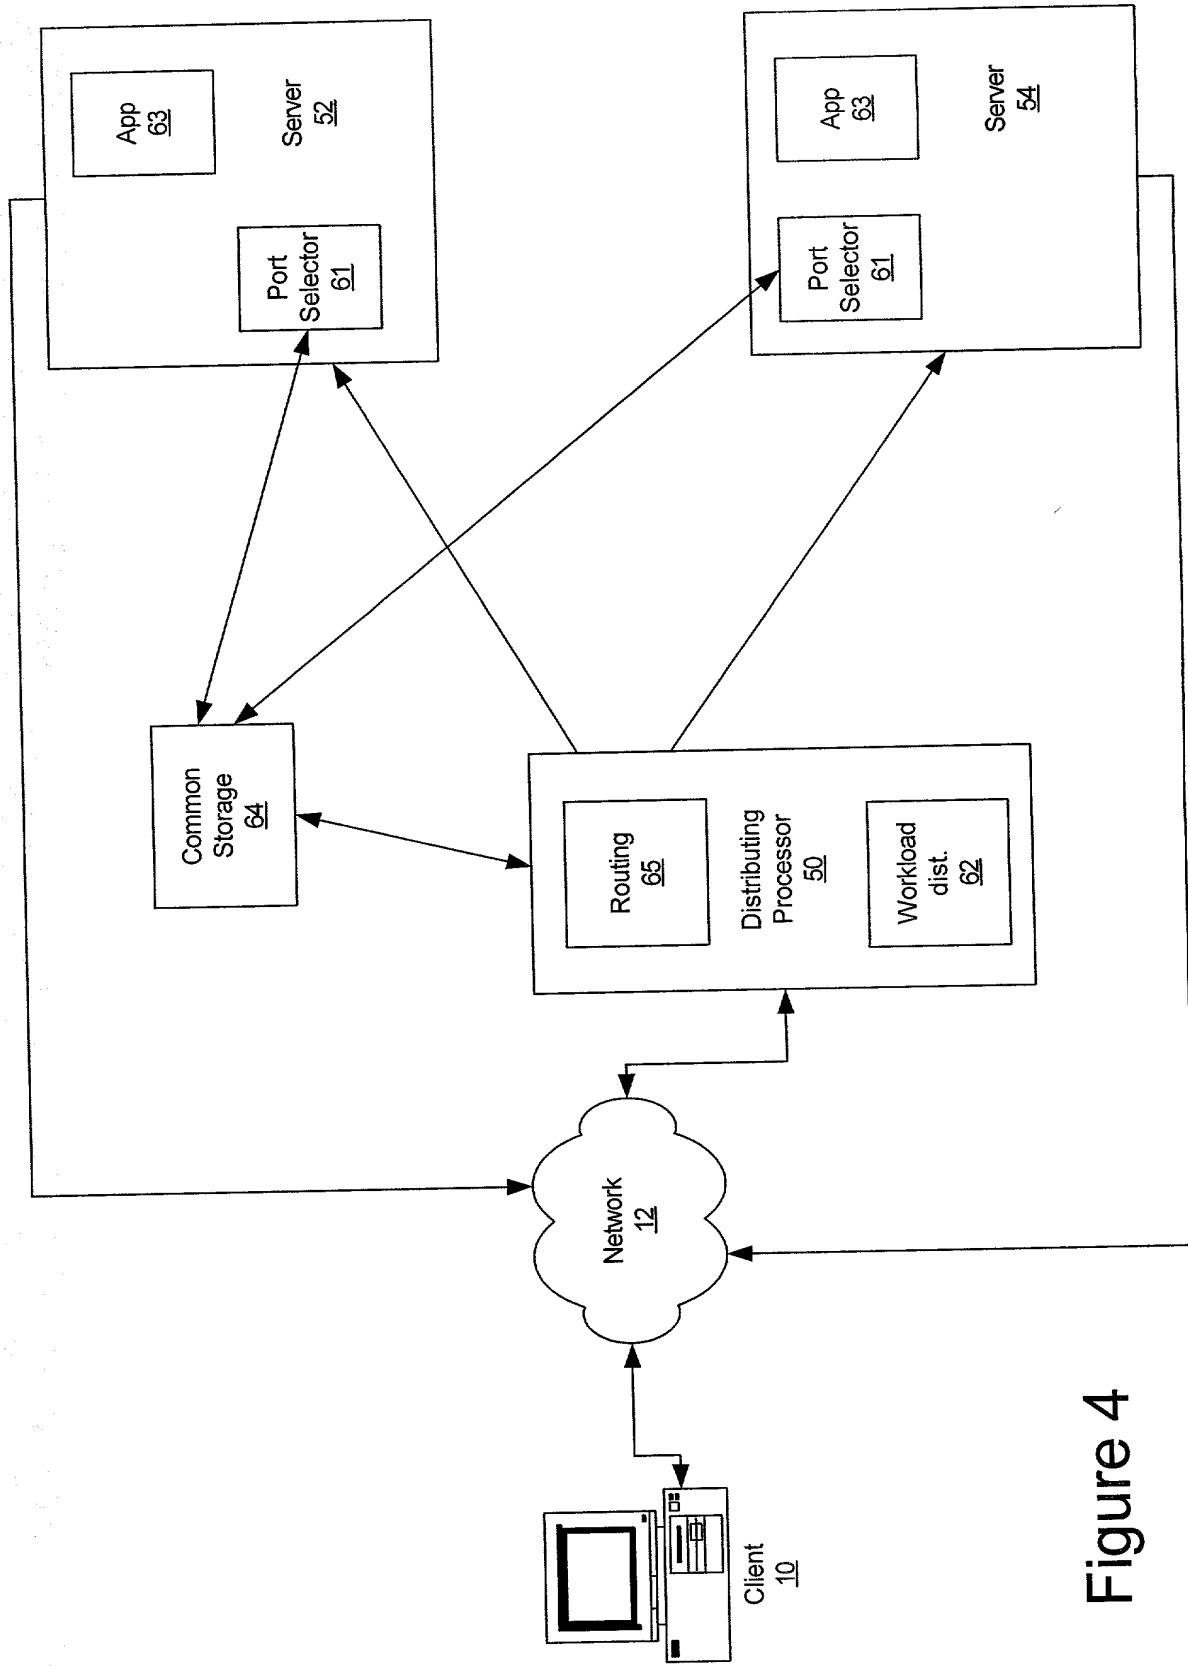 Client
10
Network
12
Common
Storage
64
Routing
65
Distributing
Processor
50
Workload
dist.
62
Port
Selector
61
App
63
Server
52
Port
Selector
61
App
63
Server
54
Figure 4